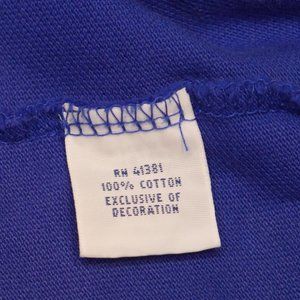 RN 41381
100% COTTON
EXCLUSIVE OF
DECORATION